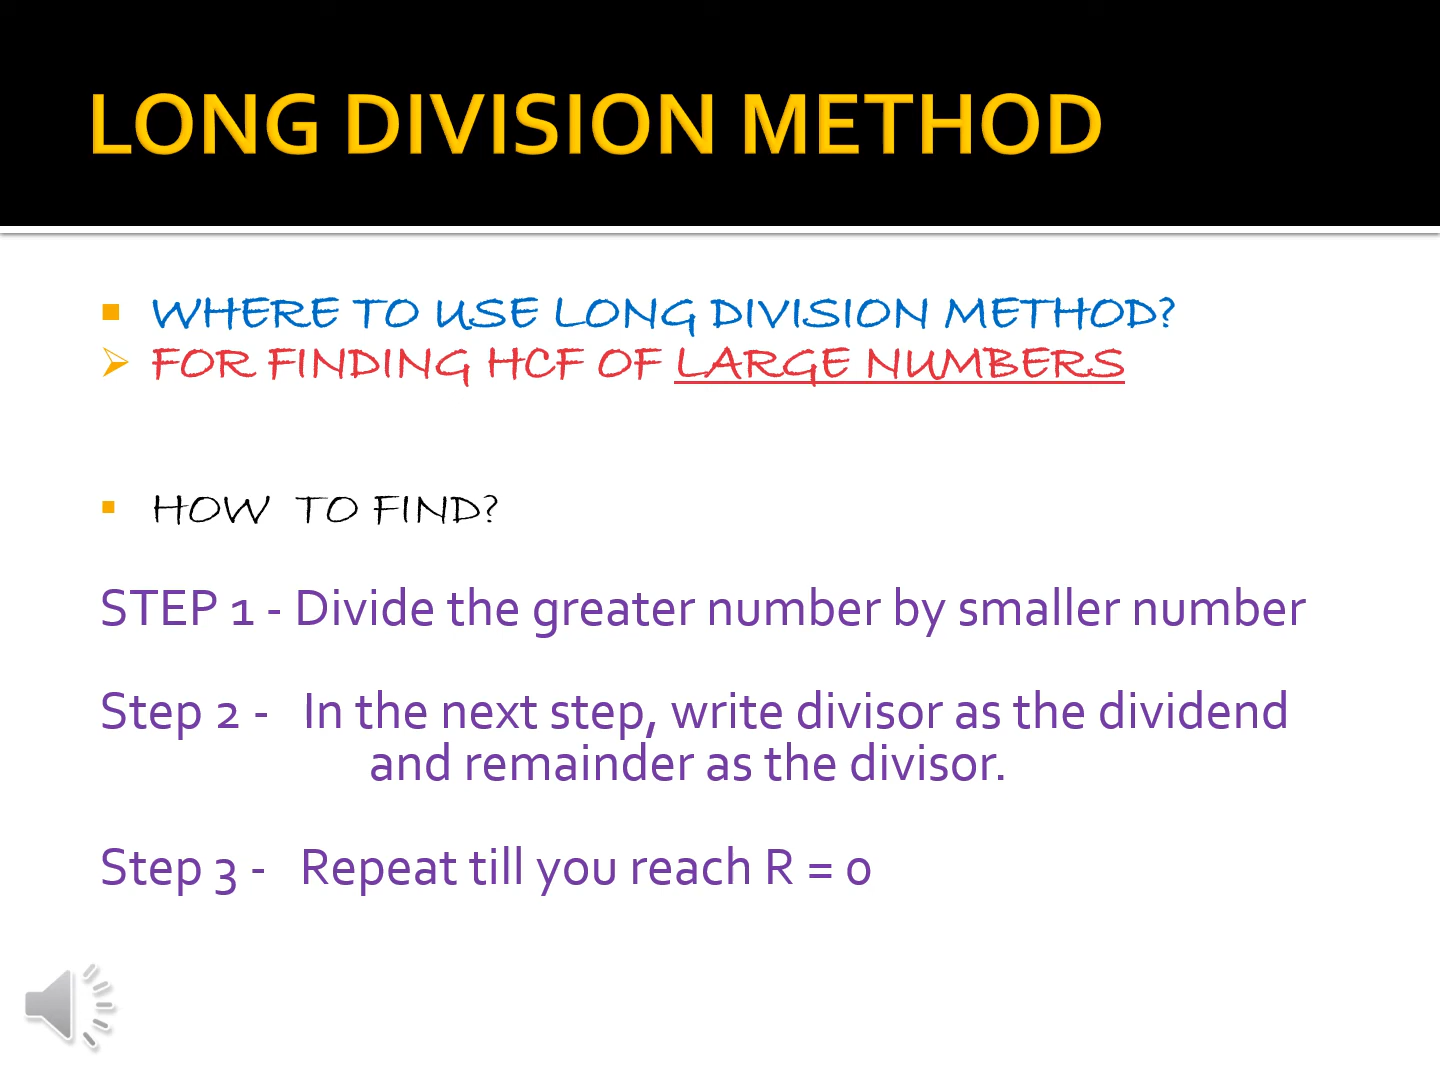 LONG DIVISION METHOD
WHERE TO USE LONG DIVISION METHOD?
FOR FINDING HCF OF LARGE NUMBERS
HOW TO FIND?
STEP 1 - Divide the greater number by smaller number
Step 2 - In the next step, write divisor as the dividend
and remainder as the divisor.
Step 3 - Repeat till you reach R = 0